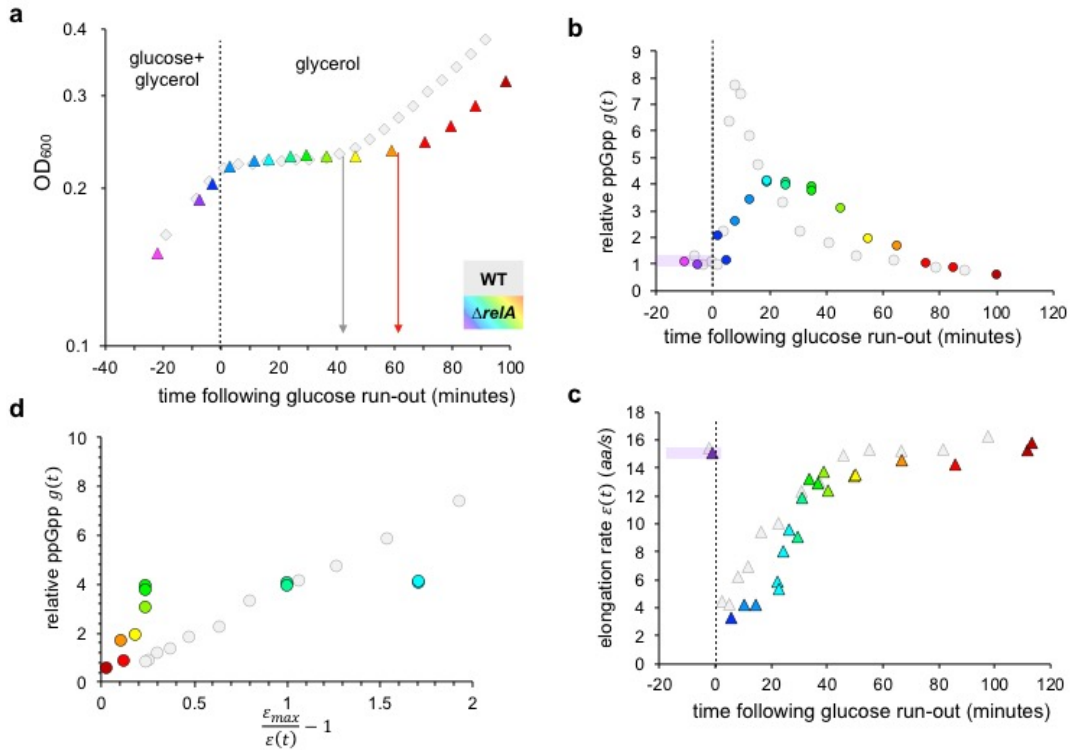 a
0.4
0.3
0.2
0.1
OD600
glucose+
glycerol
glycerol
WT
ΔrelA
-40 -20 0 20 40 60 80 100
time following glucose run-out (minutes)
b
9
8
7
6
5
4
3
2
1
0
relative ppGpp g(t)
-20 0 20 40 60 80 100 120
time following glucose run-out (minutes)
d
10
8
6
4
2
0
relative ppGpp g(t)
0 0.5 1 1.5 2
εmax/ε(t) − 1
c
18
16
14
12
10
8
6
4
2
0
elongation rate ε(t) (aa/s)
-20 0 20 40 60 80 100 120
time following glucose run-out (minutes)